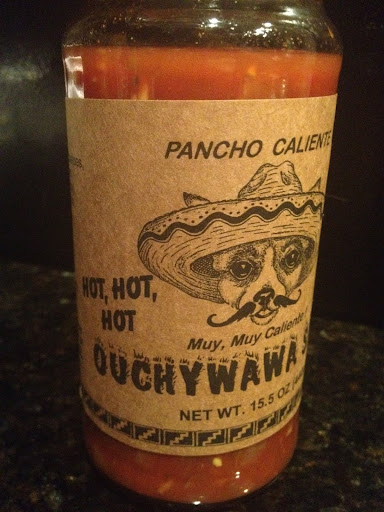 PANCHO CALIENTE
HOT, HOT,
HOT
Muy, Muy Caliente
OUCHYWAWA S
NET WT. 15.5 OZ